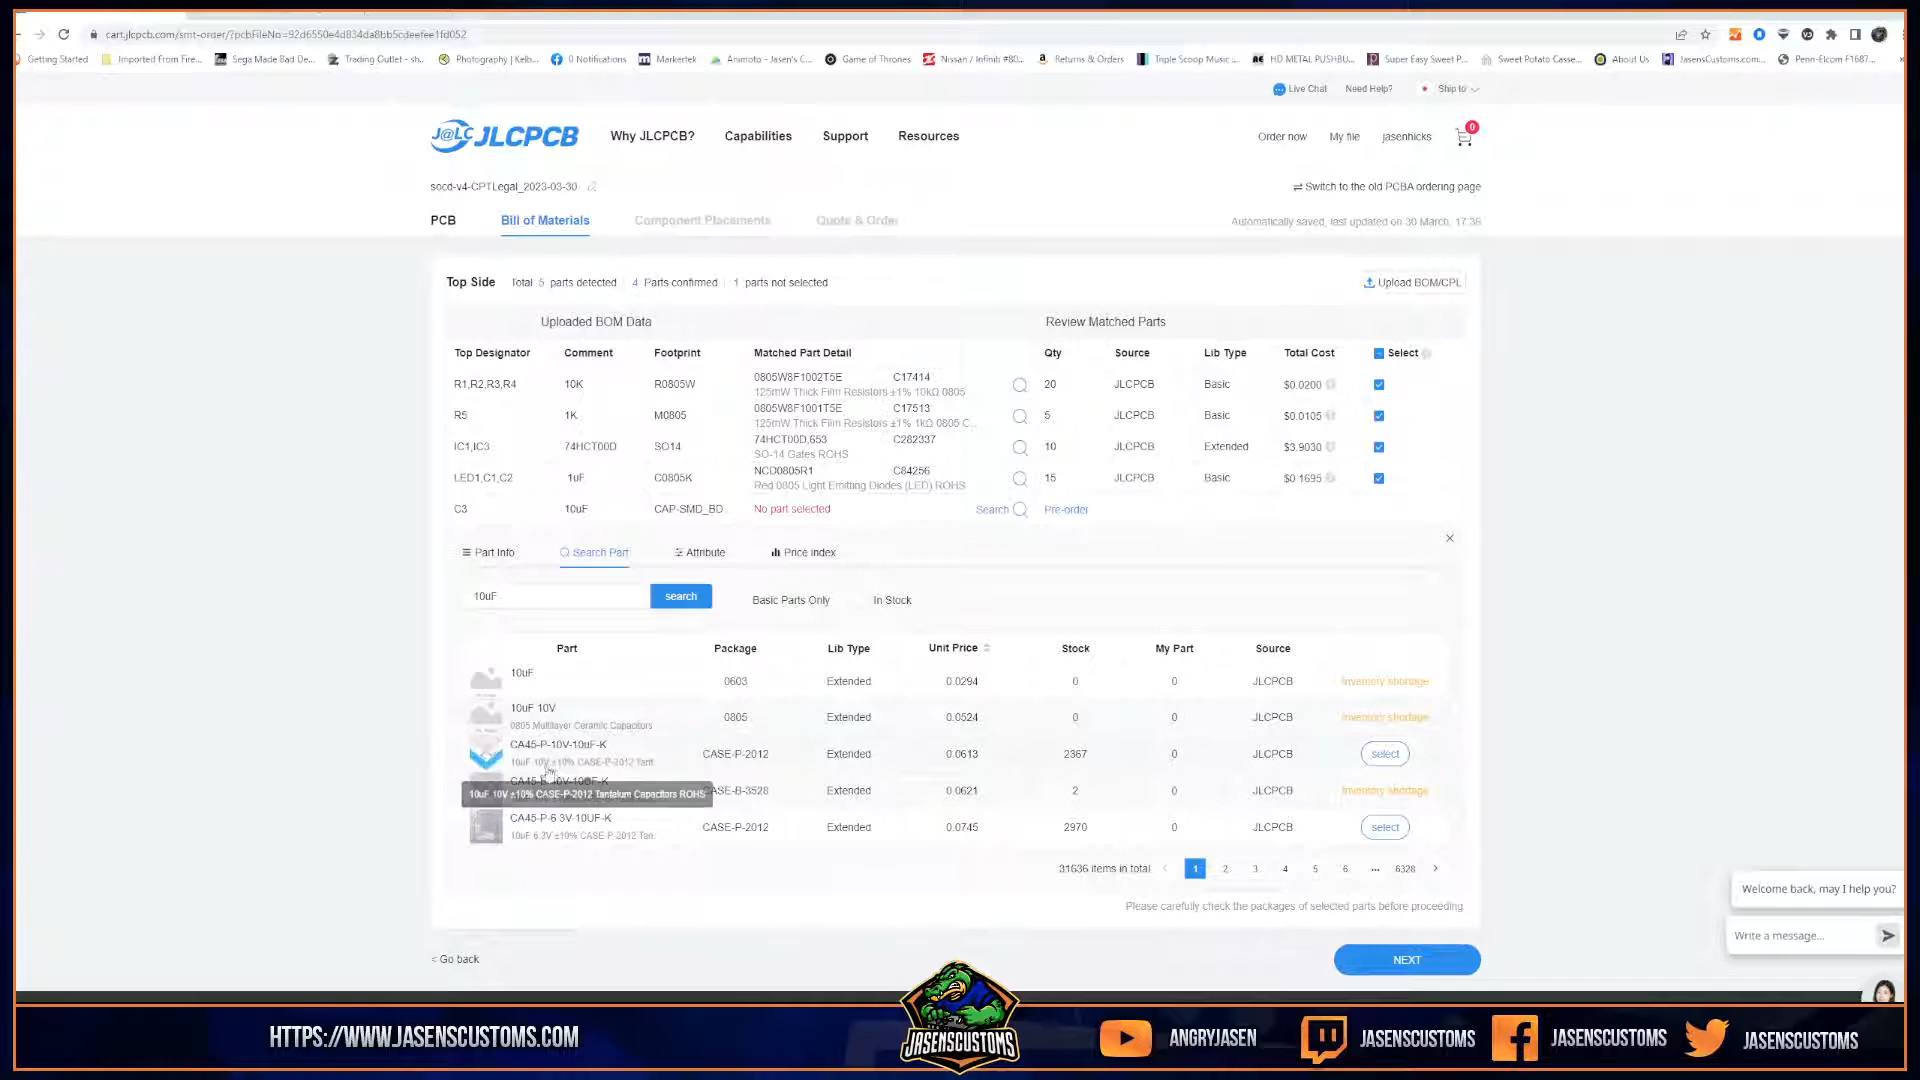 cart.jlcpcb.com/smt-order/?pcbFileNo=92d6550e4d834da8bb5cdeefee1fd052
Getting Started Imported From Fire... Sega Made Bad De... Trading Outlet - sh... Photography | Kelb... 0 Notifications Markertek Animoto - Jasen's C... Game of Thrones Nissan / Infiniti #80... Returns & Orders Triple Scoop Music ... HD METAL PUSHBU... Super Easy Sweet P... Sweet Potato Casse... About Us JasensCustoms.com... Penn-Elcom F1687...
Live Chat Need Help? Ship to
J@LC JLCPCB Why JLCPCB? Capabilities Support Resources Order now My file jasenhicks 0
socd-v4-CPTLegal_2023-03-30 Switch to the old PCBA ordering page
PCB Bill of Materials Component Placements Quote & Order Automatically saved, last updated on 30 March, 17:36
Top Side Total 5 parts detected 4 Parts confirmed 1 parts not selected Upload BOM/CPL
Uploaded BOM Data Review Matched Parts
Top Designator Comment Footprint Matched Part Detail Qty Source Lib Type Total Cost Select
R1,R2,R3,R4 10K R0805W 0805W8F1002T5E C17414 20 JLCPCB Basic $0.0200
125mW Thick Film Resistors ±1% 10kΩ 0805
R5 1K M0805 0805W8F1001T5E C17513 5 JLCPCB Basic $0.0105
125mW Thick Film Resistors ±1% 1kΩ 0805 C...
IC1,IC3 74HCT00D SO14 74HCT00D,653 C282337 10 JLCPCB Extended $3.9030
SO-14 Gates ROHS
LED1,C1,C2 1uF C0805K NCD0805R1 C84256 15 JLCPCB Basic $0.1695
Red 0805 Light Emitting Diodes (LED) ROHS
C3 10uF CAP-SMD_BD No part selected Search Pre-order
Part Info Search Part Attribute Price index
10uF search Basic Parts Only In Stock
Part Package Lib Type Unit Price Stock My Part Source
10uF 0603 Extended 0.0294 0 0 JLCPCB Inventory shortage
10uF 10V 0805 Extended 0.0524 0 0 JLCPCB Inventory shortage
0805 Multilayer Ceramic Capacitors
CA45-P-10V-10uF-K CASE-P-2012 Extended 0.0613 2367 0 JLCPCB select
10uF 10V ±10% CASE-P-2012 Tant
CA45-B-10V-10UF-K CASE-B-3528 Extended 0.0621 2 0 JLCPCB Inventory shortage
10uF 10V ±10% CASE-P-2012 Tantalum Capacitors ROHS
CA45-P-6.3V-10UF-K CASE-P-2012 Extended 0.0745 2970 0 JLCPCB select
10uF 6.3V ±10% CASE-P-2012 Tan.
31636 items in total 1 2 3 4 5 6 ... 6328
Please carefully check the packages of selected parts before proceeding
Welcome back, may I help you?
Write a message...
< Go back NEXT
HTTPS://WWW.JASENSCUSTOMS.COM JASENSCUSTOMS ANGRYJASEN JASENSCUSTOMS JASENSCUSTOMS JASENSCUSTOMS